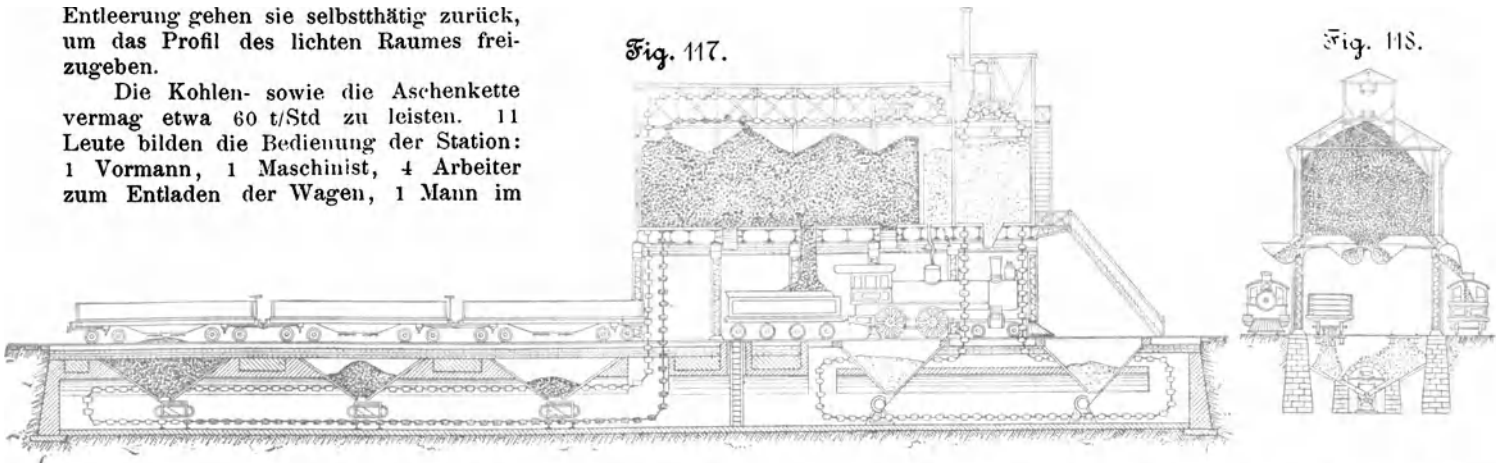 Entleerung gehen sie selbstthätig zurück,
um das Profil des lichten Raumes frei-
zugeben.
Die Kohlen- sowie die Aschenkette
vermag etwa 60 t/Std zu leisten. 11
Leute bilden die Bedienung der Station:
1 Vormann, 1 Maschinist, 4 Arbeiter
zum Entladen der Wagen, 1 Mann im
Fig. 117.
Fig. 118.